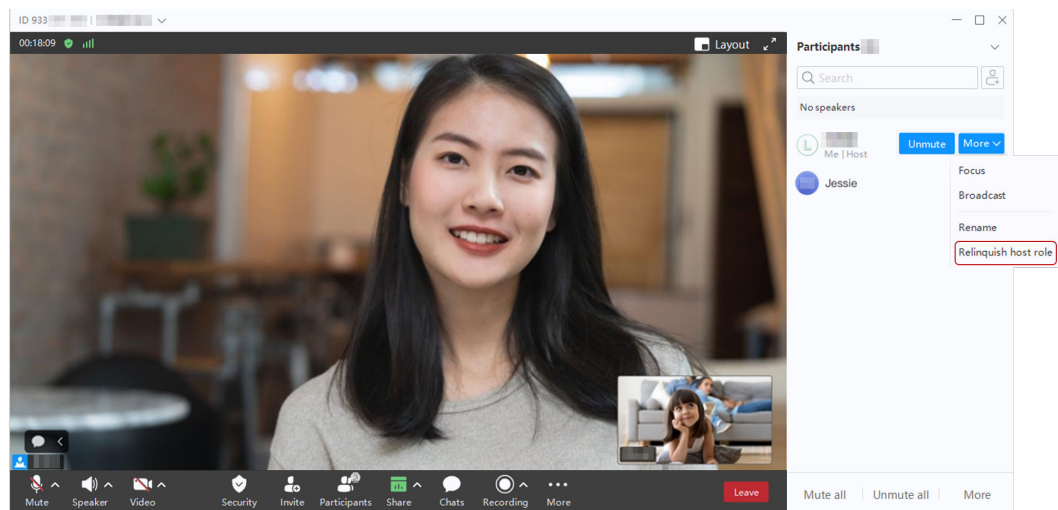 ID 933
00:18:09
Layout
Participants
Search
No speakers
L
Me | Host
Unmute
More
Focus
Broadcast
Rename
Relinquish host role
Jessie
Mute
Speaker
Video
Security
Invite
Participants
Share
Chats
Recording
More
Leave
Mute all
Unmute all
More